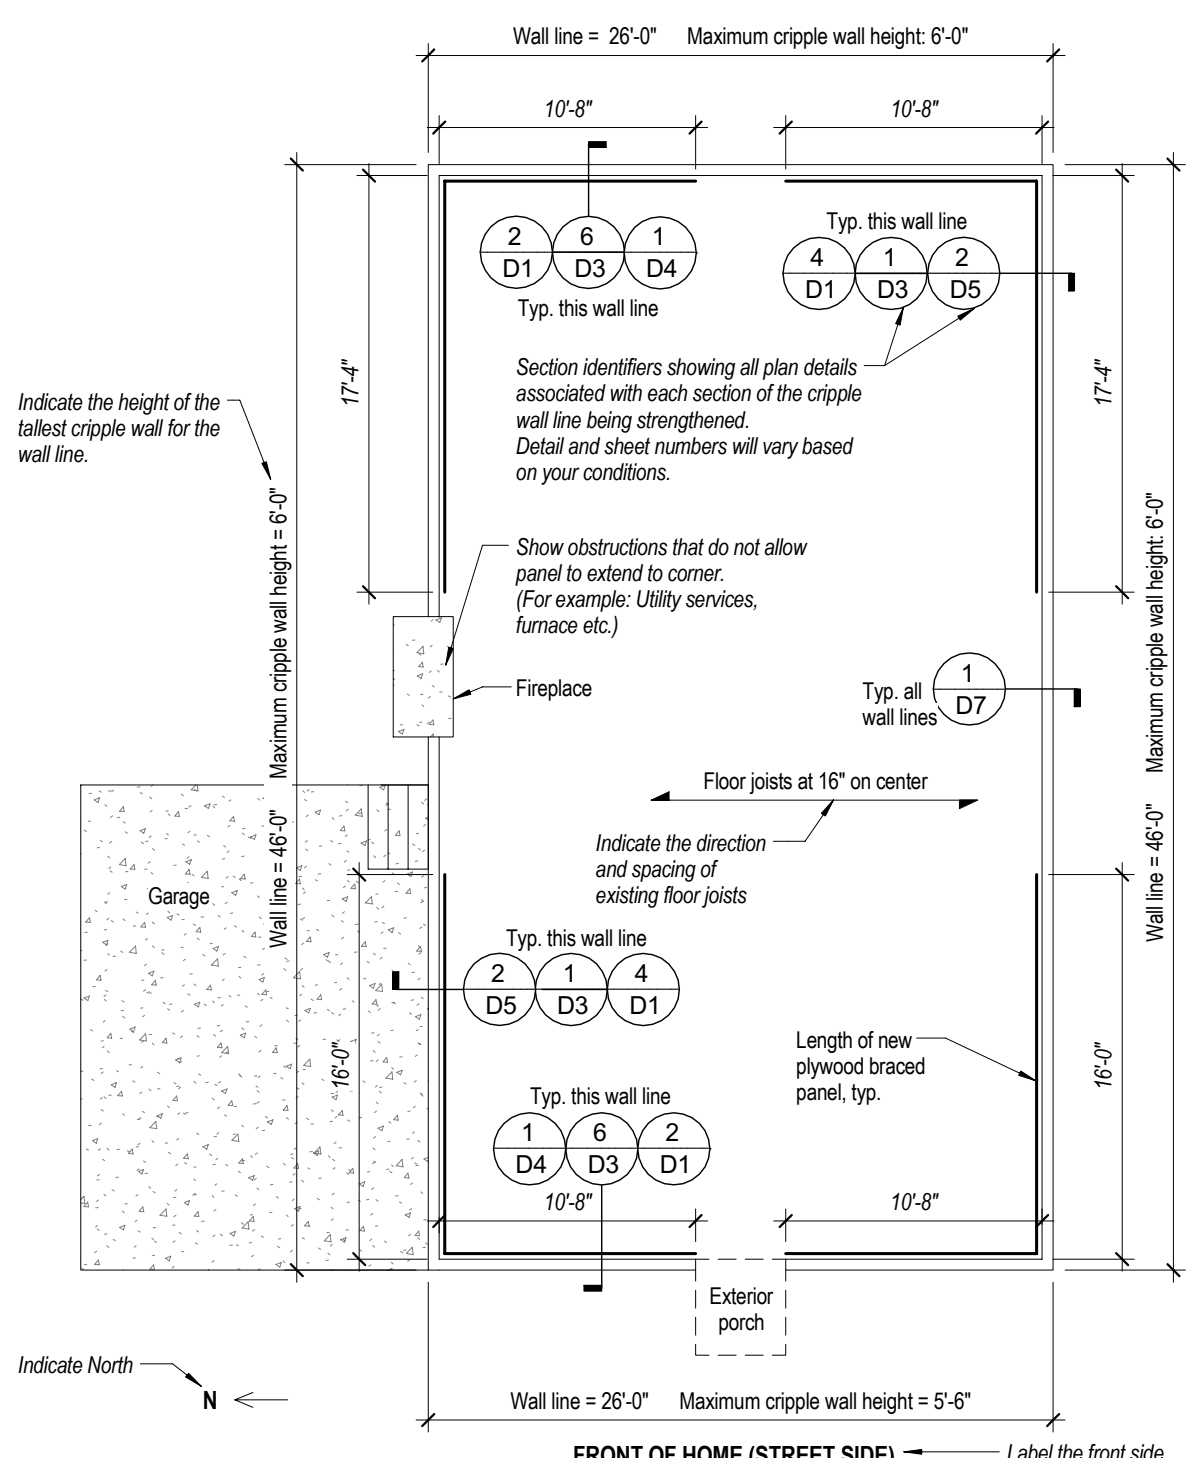 Wall line = 26'-0" Maximum cripple wall height: 6'-0"
10'-8" 10'-8"
2 6 1
D1 D3 D4
Typ. this wall line
Typ. this wall line
4 1 2
D1 D3 D5
Section identifiers showing all plan details
associated with each section of the cripple
wall line being strengthened.
Detail and sheet numbers will vary based
on your conditions.
17'-4"
17'-4"
Indicate the height of the
tallest cripple wall for the
wall line.
Wall line = 46'-0" Maximum cripple wall height = 6'-0"
Wall line = 46'-0" Maximum cripple wall height: 6'-0"
Show obstructions that do not allow
panel to extend to corner.
(For example: Utility services,
furnace etc.)
Fireplace
Typ. all
wall lines
1
D7
Floor joists at 16" on center
Indicate the direction
and spacing of
existing floor joists
Garage
Typ. this wall line
2 1 4
D5 D3 D1
16'-0"
16'-0"
Length of new
plywood braced
panel, typ.
Typ. this wall line
1 6 2
D4 D3 D1
10'-8" 10'-8"
Exterior
porch
Indicate North
N
Wall line = 26'-0" Maximum cripple wall height = 5'-6"
FRONT OF HOME (STREET SIDE) Label the front side